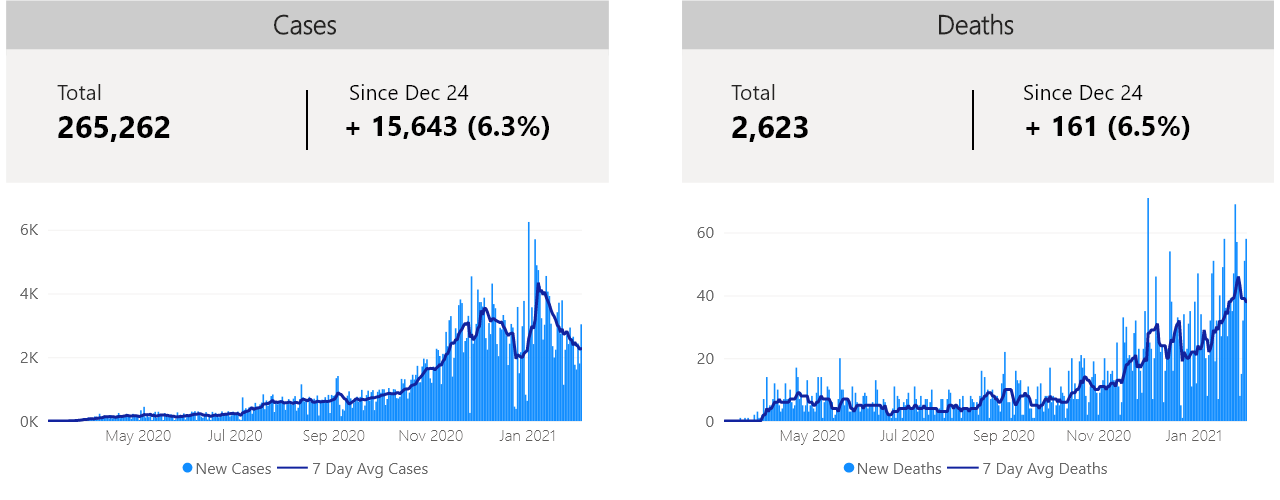 Cases
Total
265,262
Since Dec 24
+ 15,643 (6.3%)
6K
4K
2K
0K
May 2020 Jul 2020 Sep 2020 Nov 2020 Jan 2021
New Cases 7 Day Avg Cases
Deaths
Total
2,623
Since Dec 24
+ 161 (6.5%)
60
40
20
0
May 2020 Jul 2020 Sep 2020 Nov 2020 Jan 2021
New Deaths 7 Day Avg Deaths